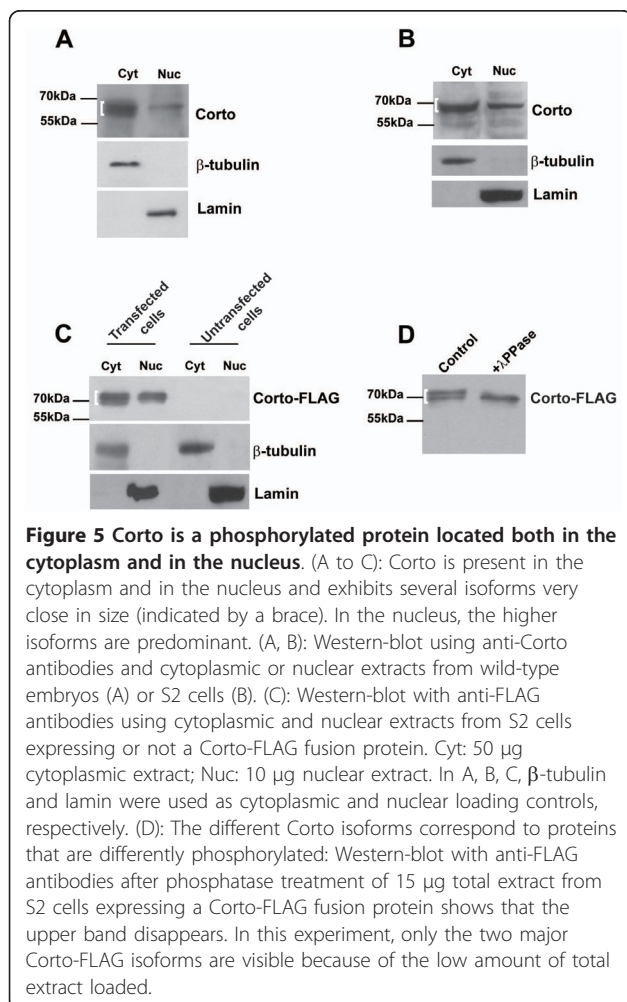 A
Cyt Nuc
70kDa
55kDa
Corto
β-tubulin
Lamin
B
Cyt Nuc
70kDa
55kDa
Corto
β-tubulin
Lamin
C
Transfected cells
Untransfected cells
Cyt Nuc Cyt Nuc
70kDa
55kDa
Corto-FLAG
β-tubulin
Lamin
D
Control
+λPPase
70kDa
55kDa
Corto-FLAG
Figure 5 Corto is a phosphorylated protein located both in the
cytoplasm and in the nucleus. (A to C): Corto is present in the
cytoplasm and in the nucleus and exhibits several isoforms very
close in size (indicated by a brace). In the nucleus, the higher
isoforms are predominant. (A, B): Western-blot using anti-Corto
antibodies and cytoplasmic or nuclear extracts from wild-type
embryos (A) or S2 cells (B). (C): Western-blot with anti-FLAG
antibodies using cytoplasmic and nuclear extracts from S2 cells
expressing or not a Corto-FLAG fusion protein. Cyt: 50 μg
cytoplasmic extract; Nuc: 10 μg nuclear extract. In A, B, C, β-tubulin
and lamin were used as cytoplasmic and nuclear loading controls,
respectively. (D): The different Corto isoforms correspond to proteins
that are differently phosphorylated: Western-blot with anti-FLAG
antibodies after phosphatase treatment of 15 μg total extract from
S2 cells expressing a Corto-FLAG fusion protein shows that the
upper band disappears. In this experiment, only the two major
Corto-FLAG isoforms are visible because of the low amount of total
extract loaded.